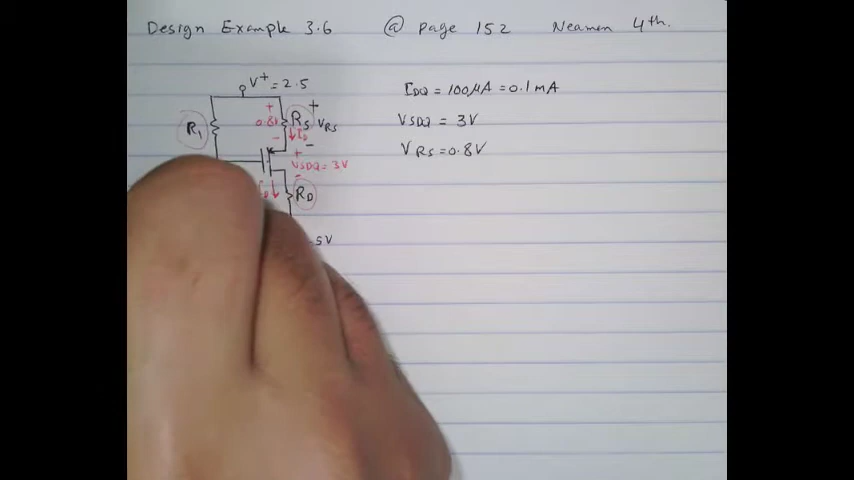 Design Example 3.6 @ page 152 Neamen 4th.
V+ = 2.5
IDQ = 100μA = 0.1 mA
+ +
R1 0.8V RS VRS
- ID -
VSDQ = 3V
VRS = 0.8V
+
VSDQ = 3V
-
RD
5V